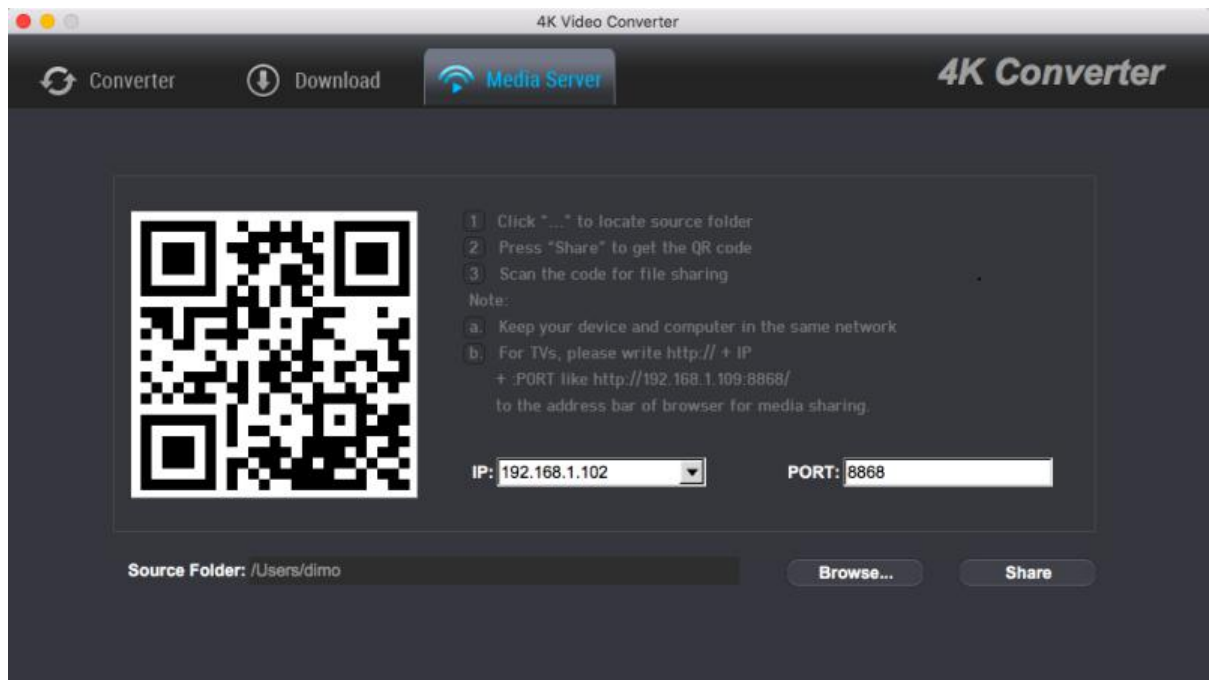 4K Video Converter
Converter
Download
Media Server
4K Converter
1 Click "..." to locate source folder
2 Press "Share" to get the QR code
3 Scan the code for file sharing
Note:
a. Keep your device and computer in the same network
b. For TVs, please write http:// + IP
+ :PORT like http://192.168.1.109:8868/
to the address bar of browser for media sharing.
IP: 192.168.1.102
PORT: 8868
Source Folder: /Users/dimo
Browse...
Share